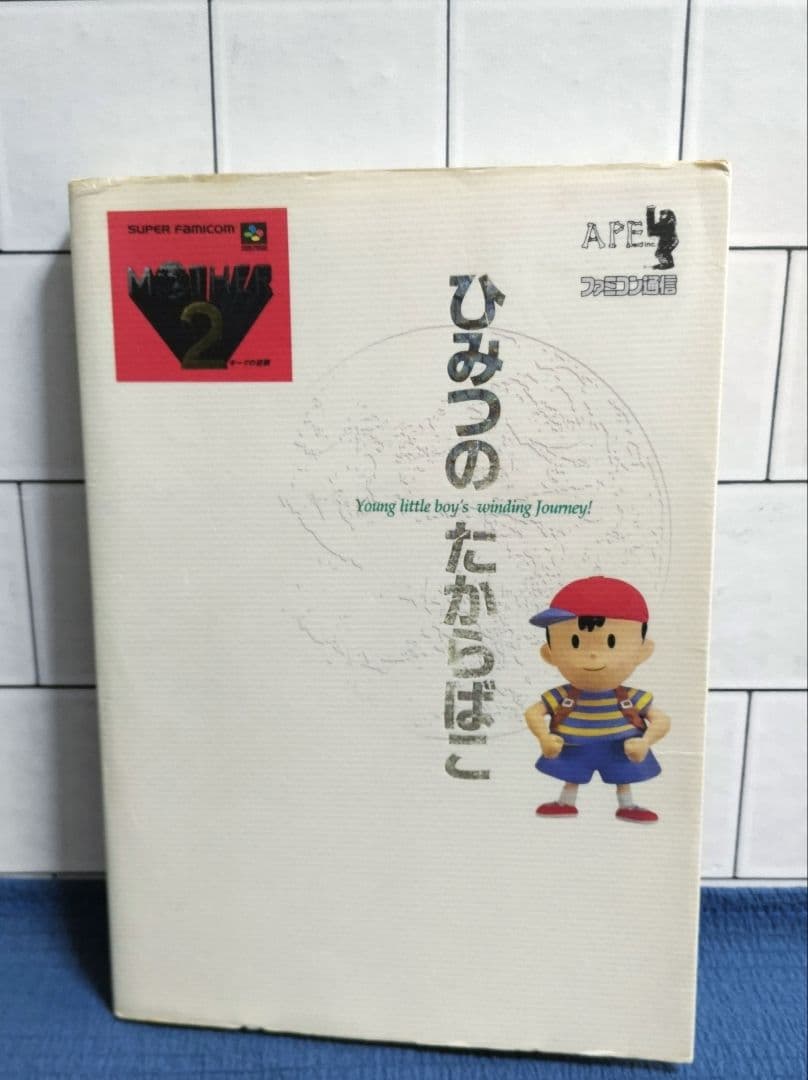 SUPER FAMICOM
MOTHER
2
ギーグの逆襲
APE
inc.
ファミコン通信
ひみつのたからばこ
Young little boy's winding Journey!